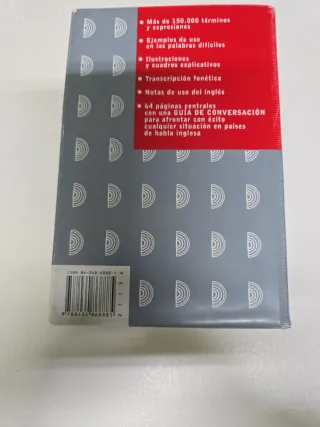 • Más de 150.000 términos
y expresiones
• Ejemplos de uso
en las palabras difíciles
• Ilustraciones
y cuadros explicativos
• Transcripción fonética
• Notas de uso del inglés
• 64 páginas centrales
con una GUÍA DE CONVERSACIÓN
para afrontar con éxito
cualquier situación en países
de habla inglesa